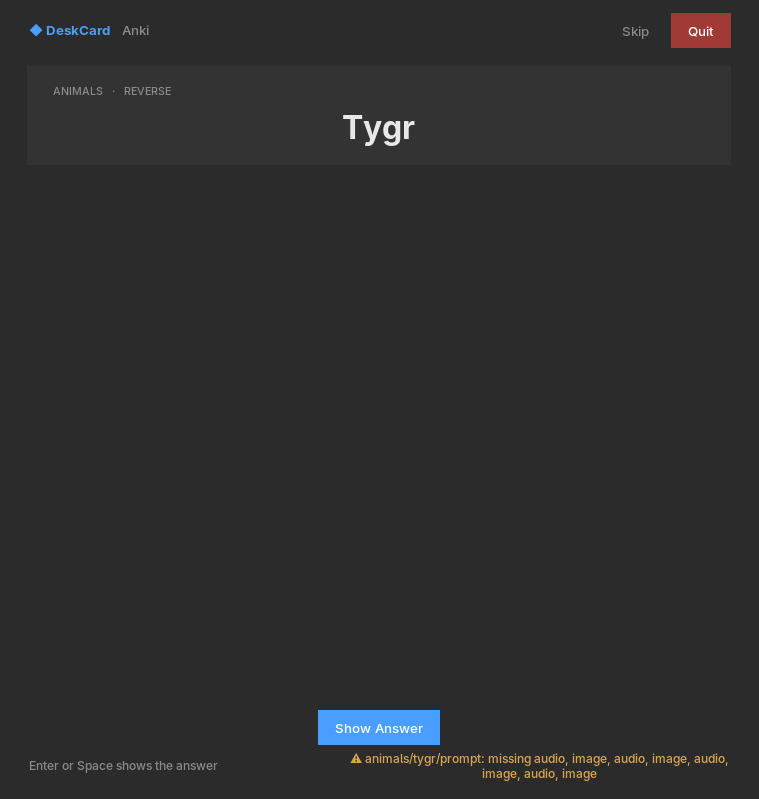 ◆ DeskCard Anki Skip Quit
ANIMALS · REVERSE
Tygr
Show Answer
Enter or Space shows the answer
⚠ animals/tygr/prompt: missing audio, image, audio, image, audio,
image, audio, image